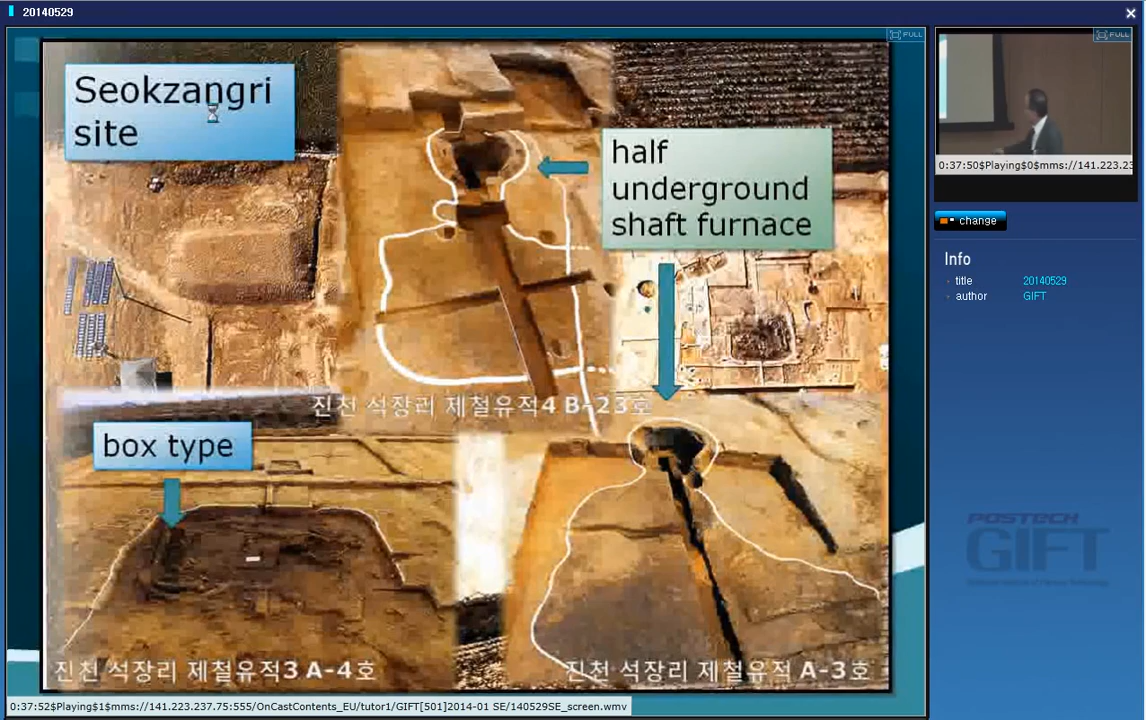 20140529
FULL
FULL
Seokzangri
site
half
underground
shaft furnace
진천 석장리 제철유적4 B-23호
box type
진천 석장리 제철유적3 A-4호
진천 석장리 제철유적 A-3호
0:37:50$Playing$0$mms://141.223.23
change
Info
title 20140529
author GIFT
POSTECH
GIFT
0:37:52$Playing$1$mms://141.223.237.75:555/OnCastContents_EU/tutor1/GIFT[501]2014-01 SE/140529SE_screen.wmv